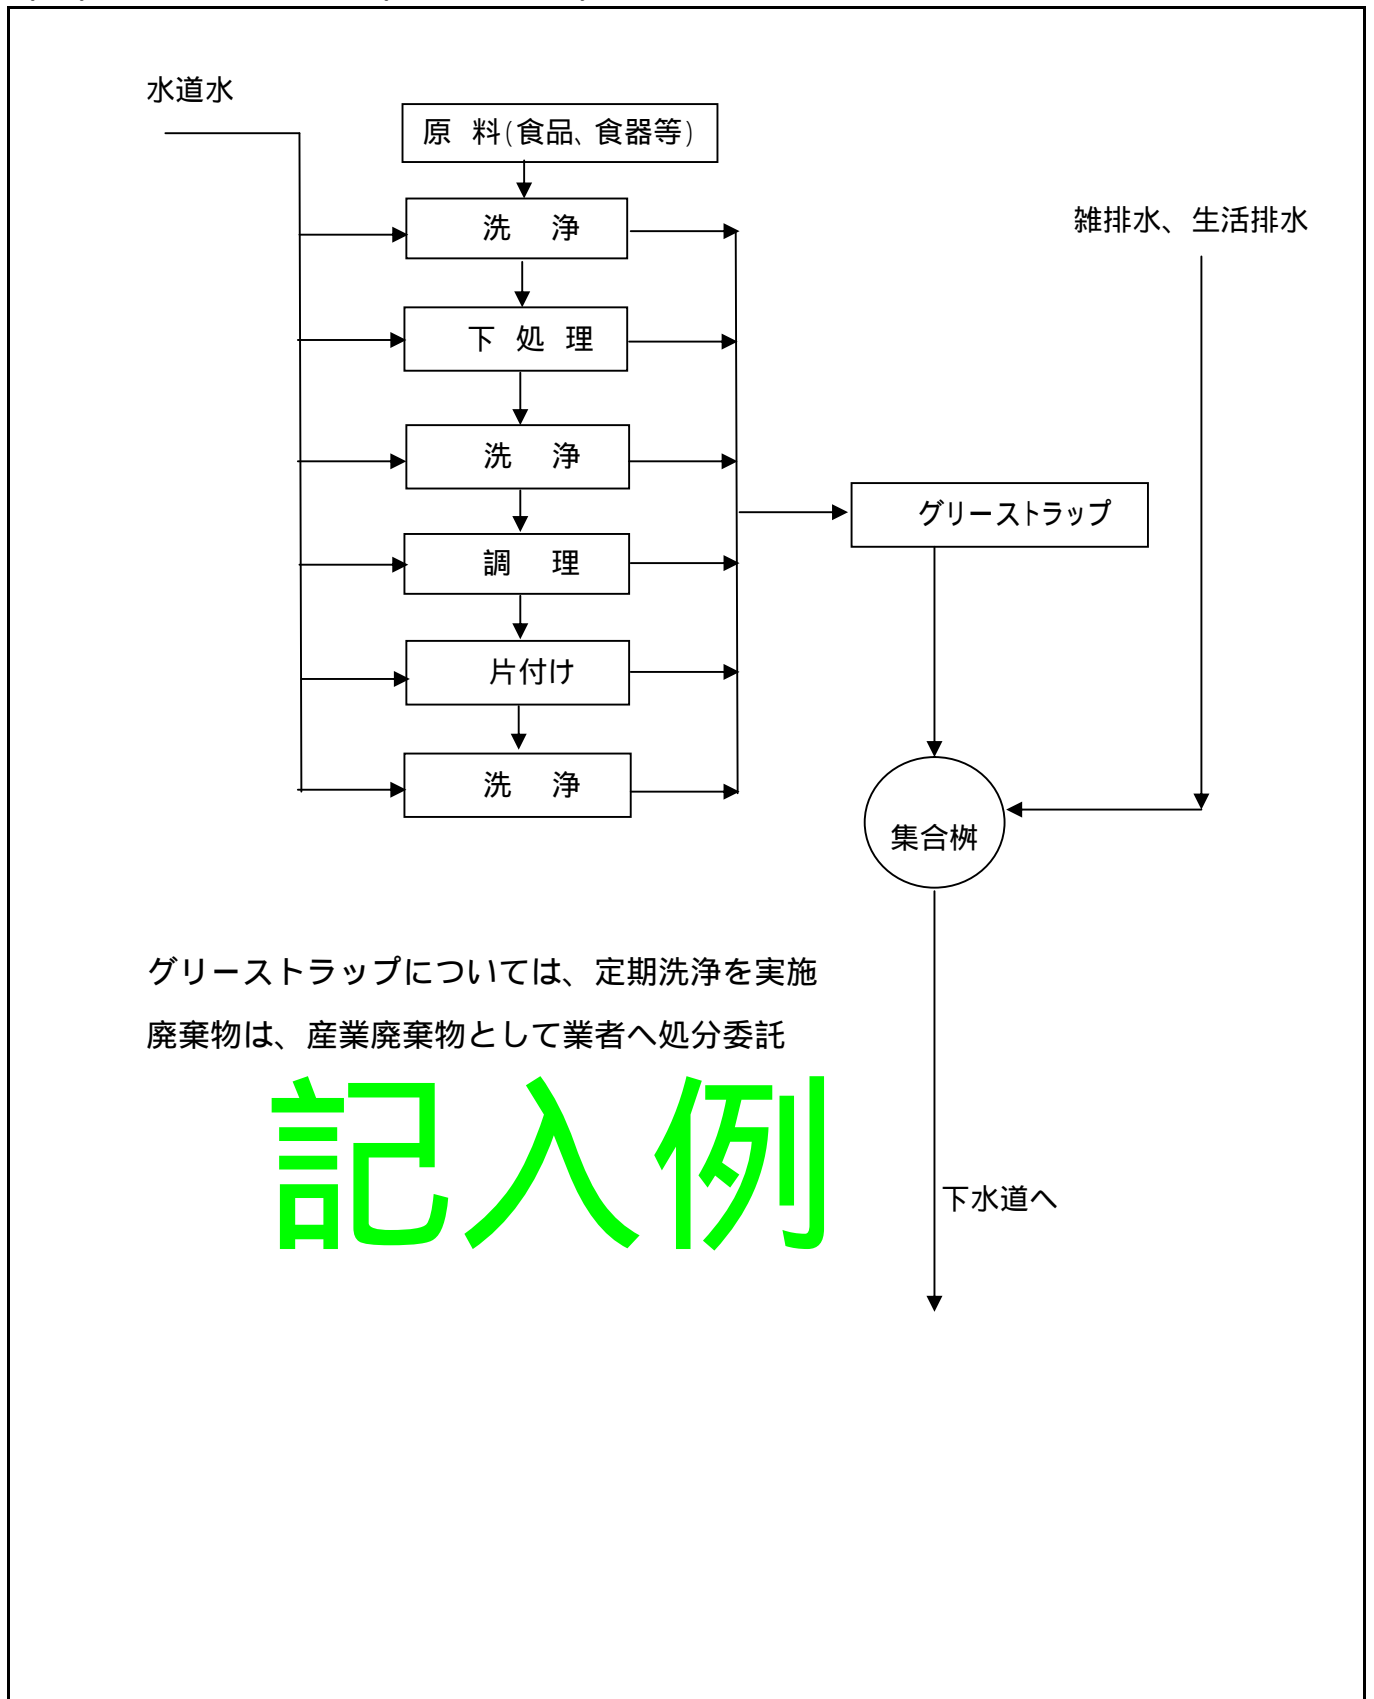 水道水
原 料(食品、食器等)
洗 浄
雑排水、生活排水
下 処 理
洗 浄
グリーストラップ
調 理
片付け
洗 浄
集合桝
グリーストラップについては、定期洗浄を実施
廃棄物は、産業廃棄物として業者へ処分委託
記入例
下水道へ